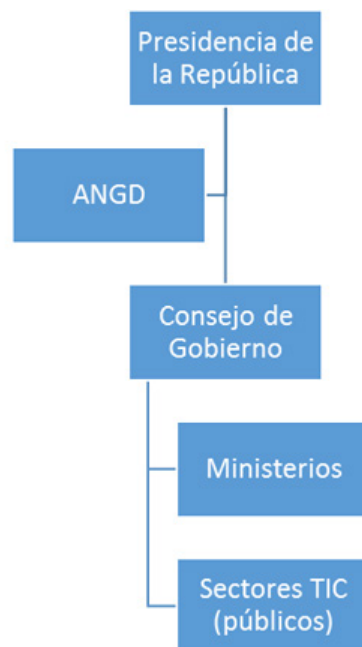 Presidencia de
la República
ANGD
Consejo de
Gobierno
Ministerios
Sectores TIC
(públicos)